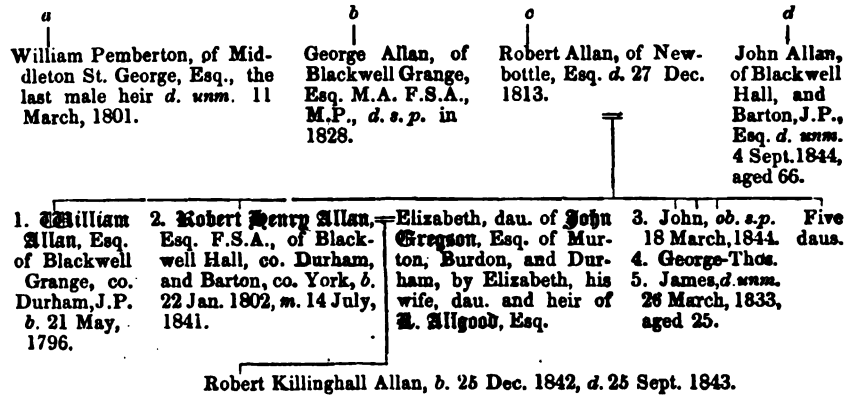 a
b
c
d
William Pemberton, of Mid-
dleton St. George, Esq., the
last male heir d. unm. 11
March, 1801.
George Allan, of
Blackwell Grange,
Esq. M.A. F.S.A.,
M.P., d. s. p. in
1828.
Robert Allan, of New-
bottle, Esq. d. 27 Dec.
1813.
John Allan,
of Blackwell
Hall, and
Barton, J.P.,
Esq. d. unm.
4 Sept. 1844,
aged 66.
1. William
Allan, Esq.
of Blackwell
Grange, co.
Durham, J.P.
b. 21 May,
1796.
2. Robert Henry Allan,
Esq. F.S.A., of Black-
well Hall, co. Durham,
and Barton, co. York, b.
22 Jan. 1802, m. 14 July,
1841.
Elizabeth, dau. of John
Gregson, Esq. of Mur-
ton, Burdon, and Dur-
ham, by Elizabeth, his
wife, dau. and heir of
R. Allgood, Esq.
3. John, ob. s.p.
18 March, 1844.
4. George-Thos.
5. James, d. unm.
26 March, 1833,
aged 25.
Five
daus.
Robert Killinghall Allan, b. 25 Dec. 1842, d. 25 Sept. 1843.